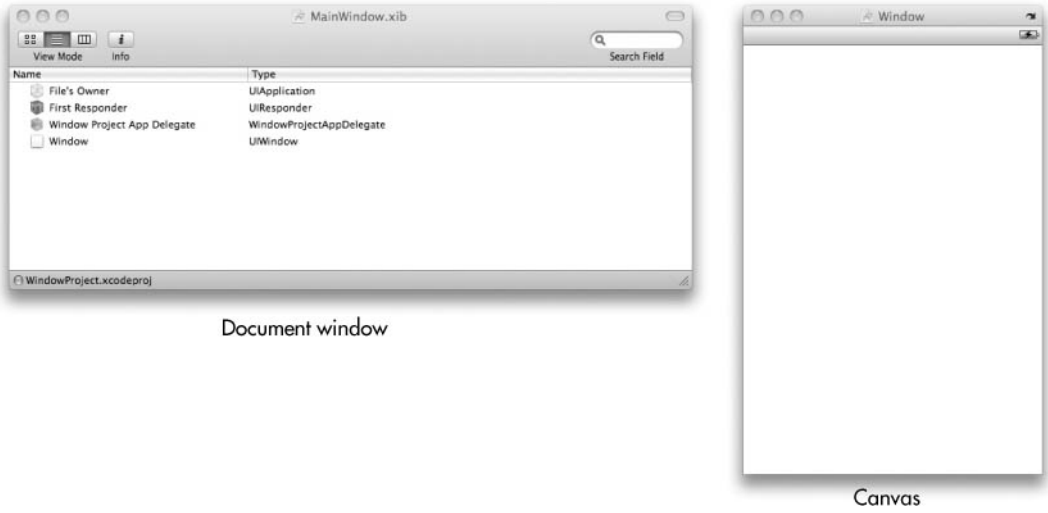 MainWindow.xib
View Mode
Info
Search Field
Name Type
File's Owner UIApplication
First Responder UIResponder
Window Project App Delegate WindowProjectAppDelegate
Window UIWindow
WindowProject.xcodeproj
Document window
Window
Canvas